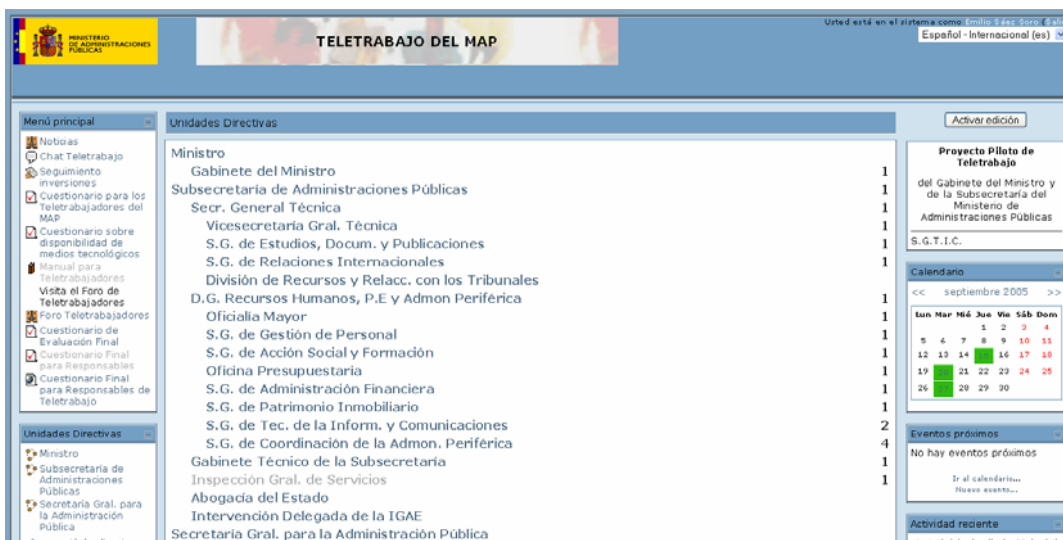 Usted está en el sistema como Emilio Sáez Soro (Sali
MINISTERIO
DE ADMINISTRACIONES
PÚBLICAS
TELETRABAJO DEL MAP
Español - Internacional (es)
Menú principal
Noticias
Chat Teletrabajo
Seguimiento
inversiones
Cuestionario para los
Teletrabajadores del
MAP
Cuestionario sobre
disponibilidad de
medios tecnológicos
Manual para
Teletrabajadores
Visita el Foro de
Teletrabajadores
Foro Teletrabajadores
Cuestionario de
Evaluación Final
Cuestionario Final
para Responsables
Cuestionario Final
para Responsables de
Teletrabajo
Unidades Directivas
Ministro
Subsecretaría de
Administraciones
Públicas
Secretaría Gral. para
la Administración
Pública
Unidades Directivas
Ministro
Gabinete del Ministro 1
Subsecretaría de Administraciones Públicas 1
Secr. General Técnica 1
Vicesecretaría Gral. Técnica 1
S.G. de Estudios, Docum. y Publicaciones 1
S.G. de Relaciones Internacionales 1
División de Recursos y Relacc. con los Tribunales
D.G. Recursos Humanos, P.E y Admon Periférica 1
Oficialía Mayor 1
S.G. de Gestión de Personal 1
S.G. de Acción Social y Formación 1
Oficina Presupuestaria 1
S.G. de Administración Financiera 1
S.G. de Patrimonio Inmobiliario 1
S.G. de Tec. de la Inform. y Comunicaciones 2
S.G. de Coordinación de la Admon. Periférica 4
Gabinete Técnico de la Subsecretaría 1
Inspección Gral. de Servicios 1
Abogacía del Estado
Intervención Delegada de la IGAE
Secretaría Gral. para la Administración Pública
Activar edición
Proyecto Piloto de
Teletrabajo
del Gabinete del Ministro y
de la Subsecretaría del
Ministerio de
Administraciones Públicas
S.G.T.I.C.
Calendario
<< septiembre 2005 >>
Lun Mar Mié Jue Vie Sáb Dom
1 2 3 4
5 6 7 8 9 10 11
12 13 14 15 16 17 18
19 20 21 22 23 24 25
26 27 28 29 30
Eventos próximos
No hay eventos próximos
Ir al calendario...
Nuevo evento...
Actividad reciente